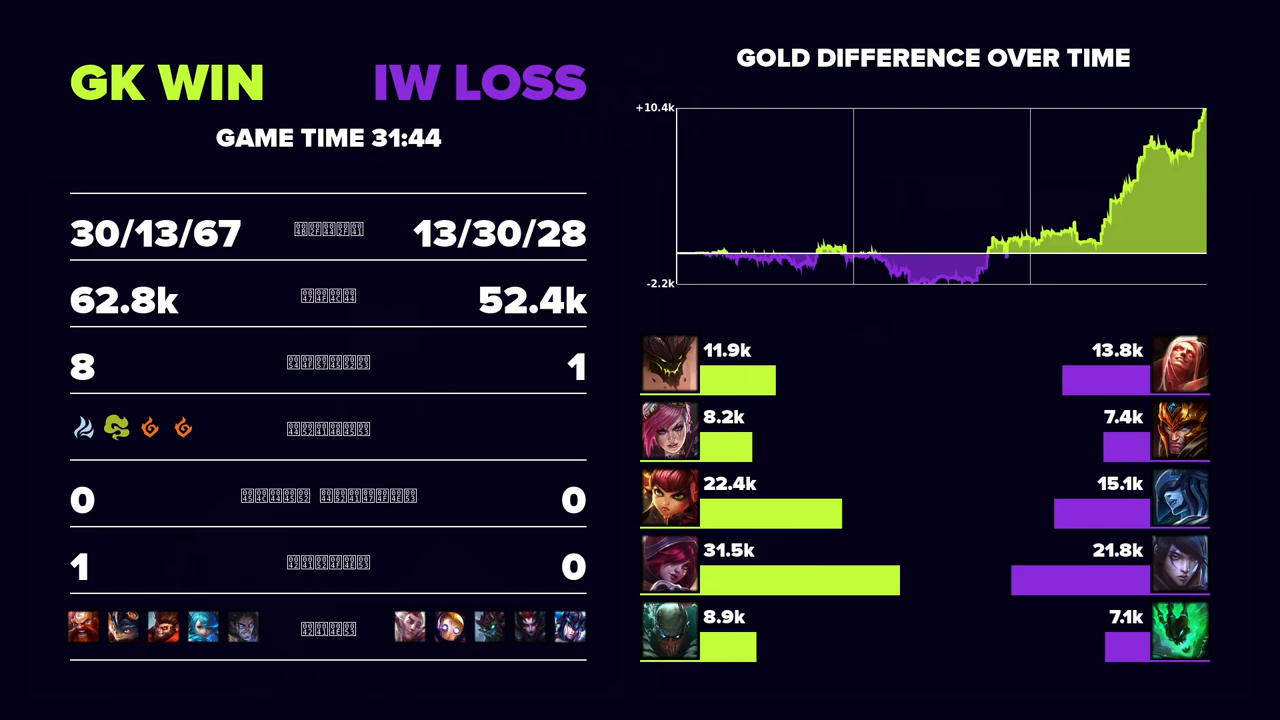 GK WIN
IW LOSS
GAME TIME 31:44
30/13/67 13/30/28
62.8k 52.4k
8 1
0 0
1 0
GOLD DIFFERENCE OVER TIME
+10.4k
-2.2k
11.9k 13.8k
8.2k 7.4k
22.4k 15.1k
31.5k 21.8k
8.9k 7.1k